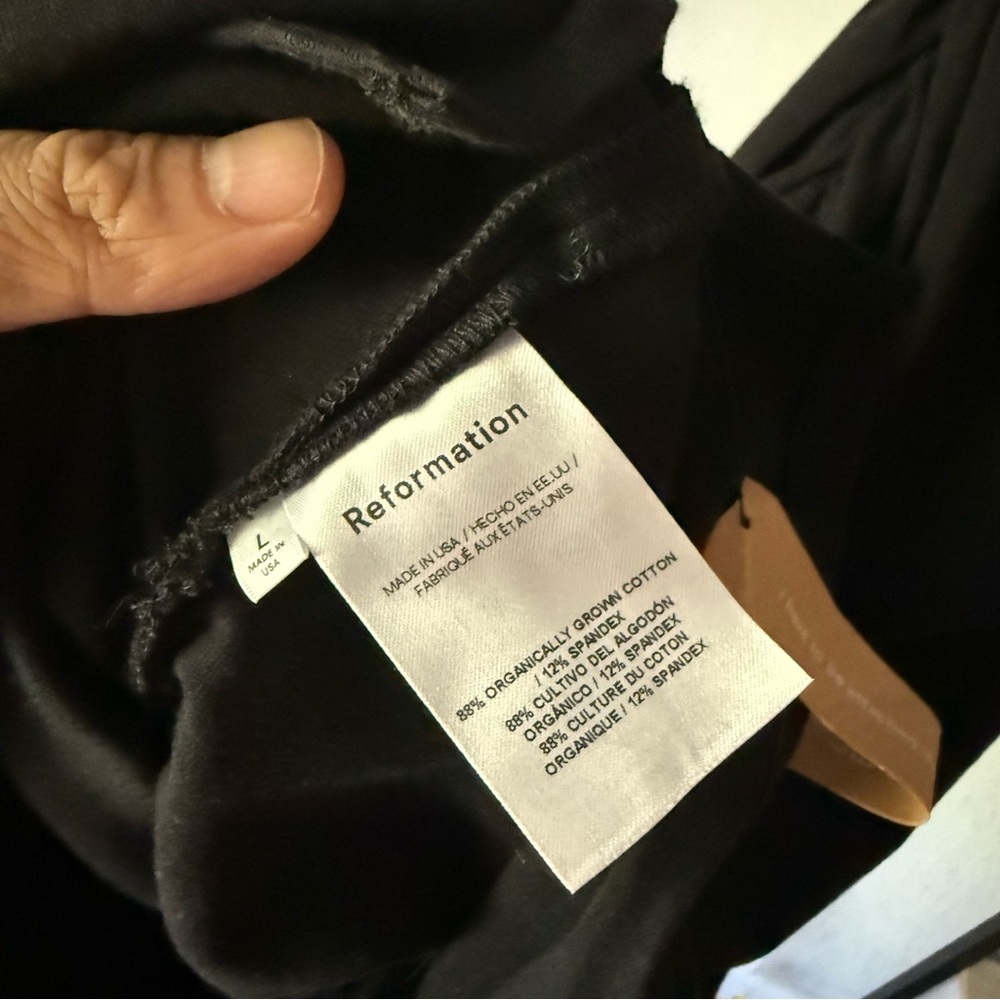 Reformation
MADE IN USA / HECHO EN EE.UU /
FABRIQUÉ AUX ÉTATS-UNIS
88% ORGANICALLY GROWN COTTON
/ 12% SPANDEX
88% CULTIVO DEL ALGODÓN
ORGÁNICO / 12% SPANDEX
88% CULTURE DU COTON
ORGANIQUE / 12% SPANDEX
L
MADE IN
USA